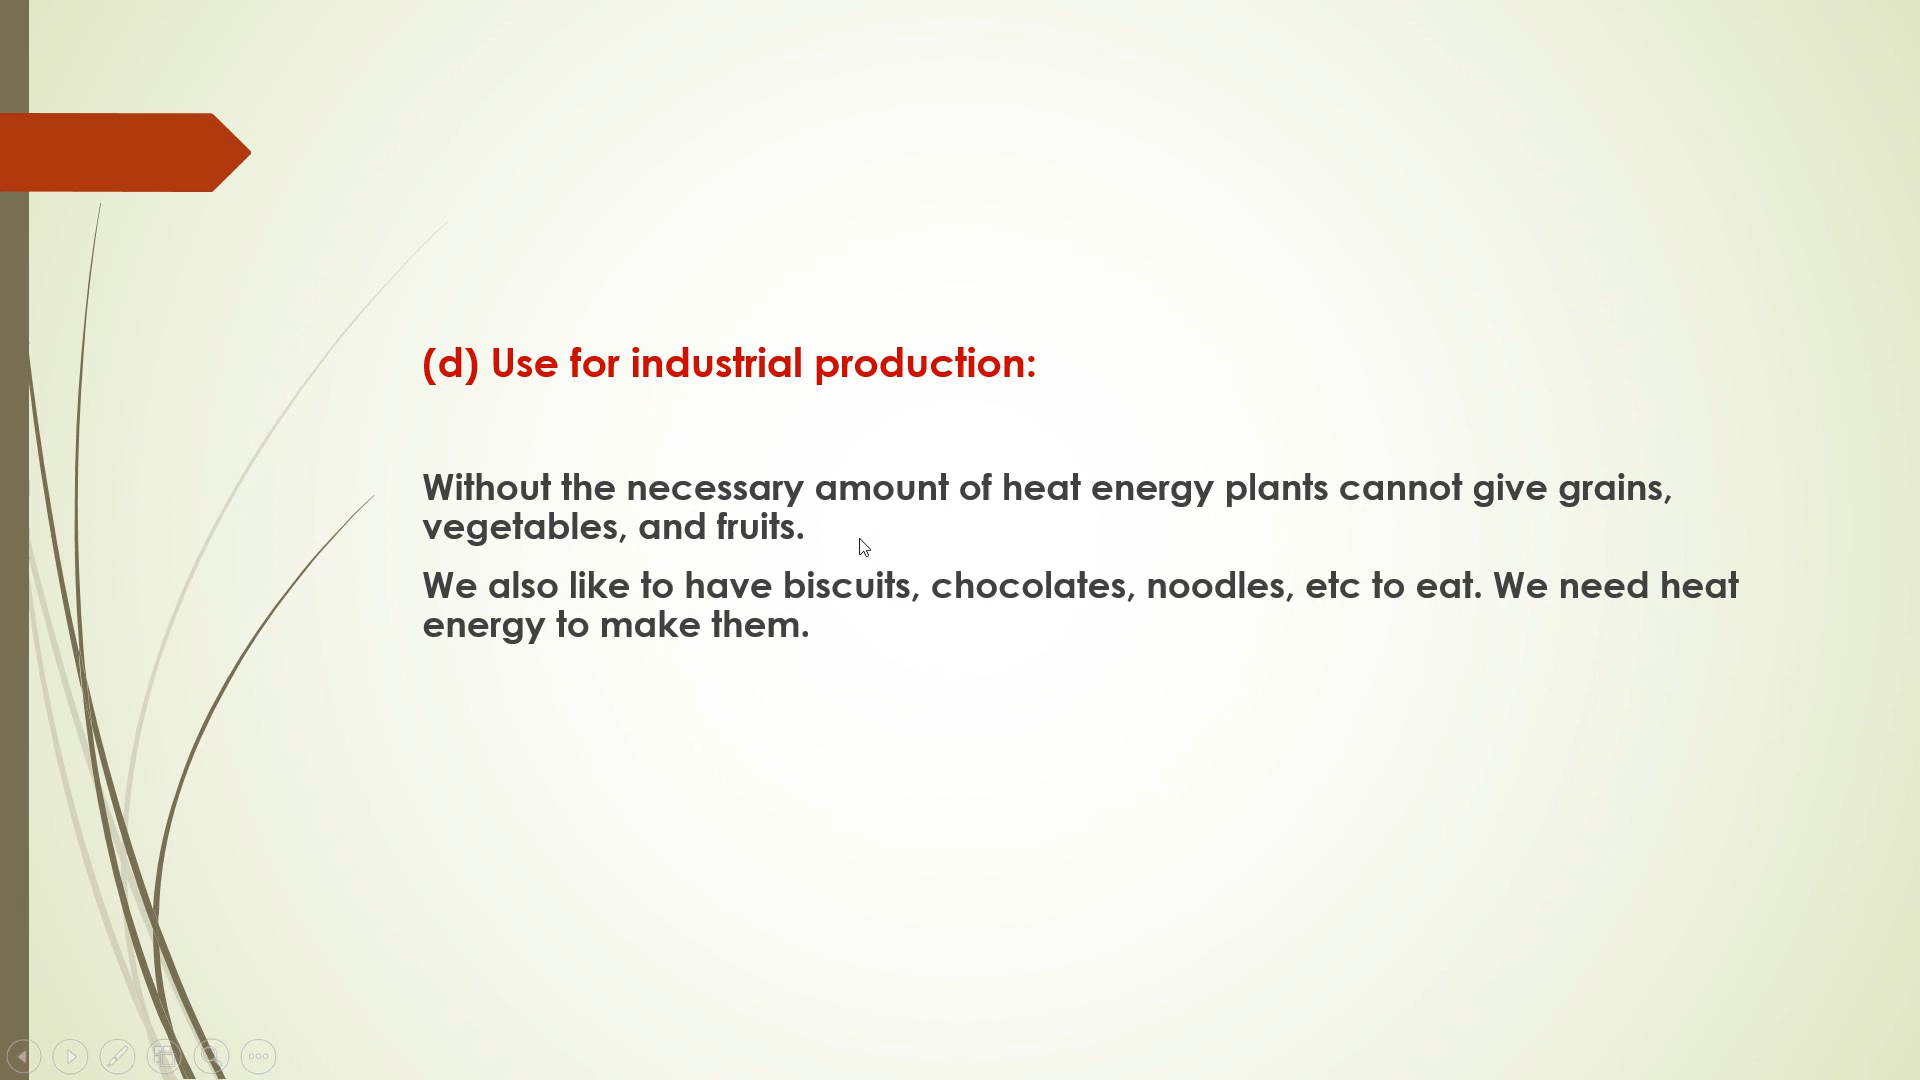 (d) Use for industrial production:
Without the necessary amount of heat energy plants cannot give grains,
vegetables, and fruits.
We also like to have biscuits, chocolates, noodles, etc to eat. We need heat
energy to make them.